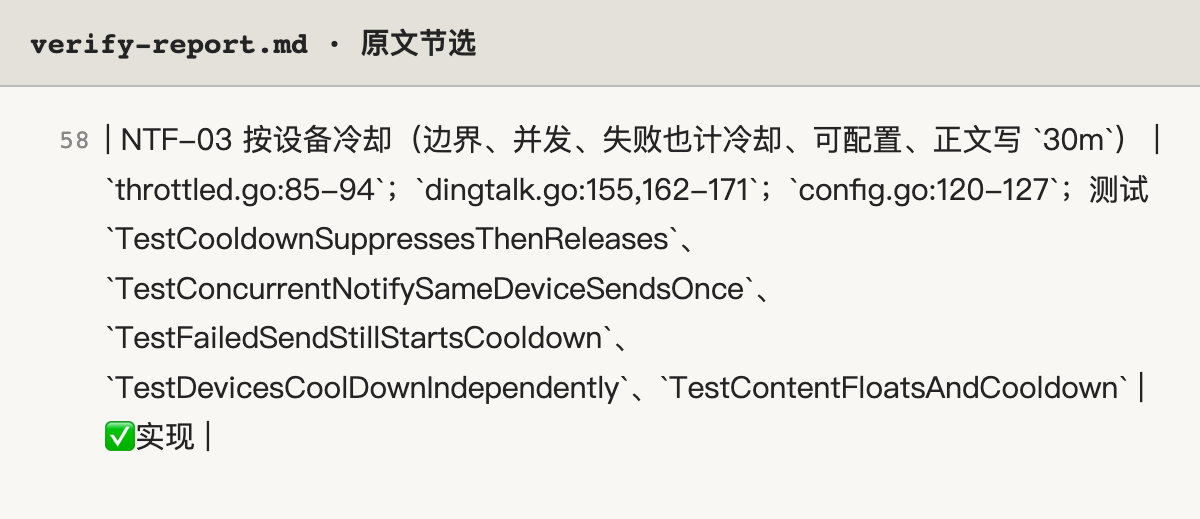 verify-report.md · 原文节选
58 | NTF-03 按设备冷却（边界、并发、失败也计冷却、可配置、正文写 `30m`） |
`throttled.go:85-94`；`dingtalk.go:155,162-171`；`config.go:120-127`；测试
`TestCooldownSuppressesThenReleases`、
`TestConcurrentNotifySameDeviceSendsOnce`、
`TestFailedSendStillStartsCooldown`、
`TestDevicesCoolDownIndependently`、`TestContentFloatsAndCooldown` |
✅实现 |